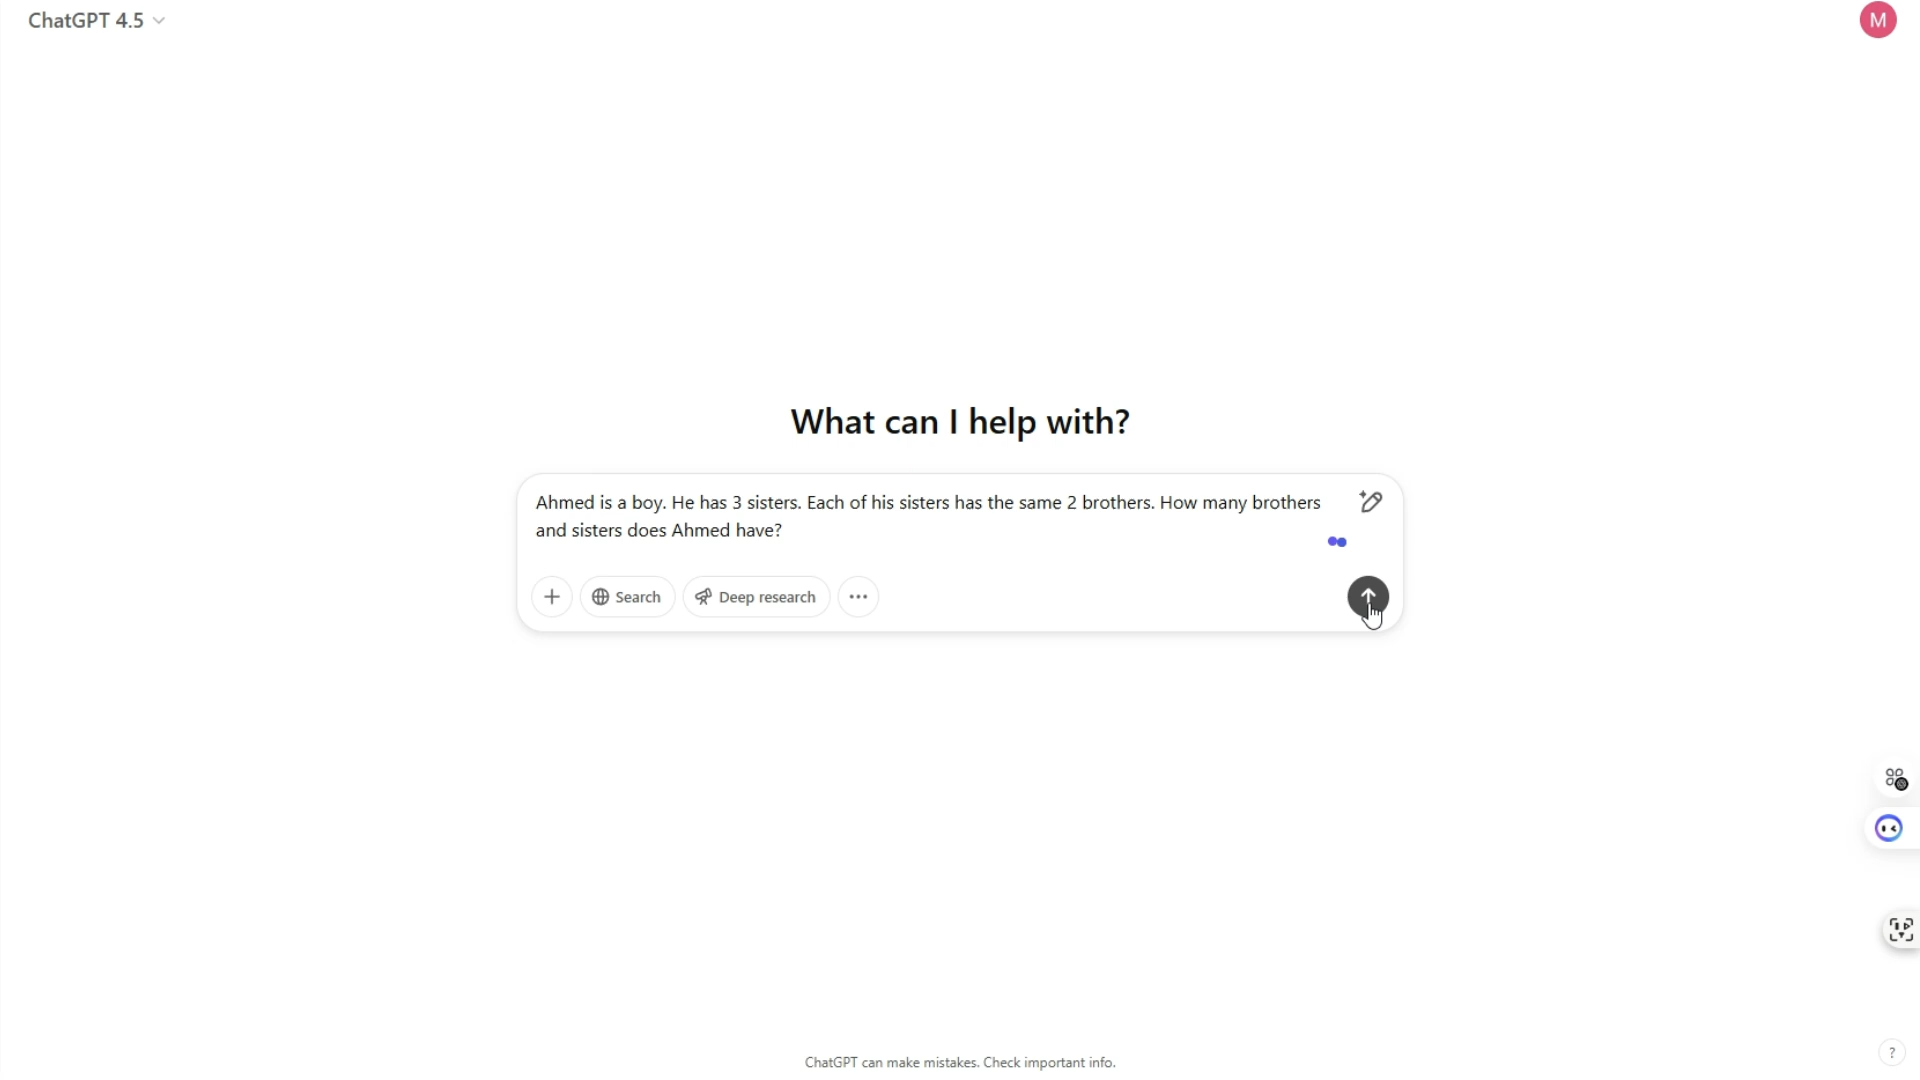 ChatGPT 4.5
M
What can I help with?
Ahmed is a boy. He has 3 sisters. Each of his sisters has the same 2 brothers. How many brothers
and sisters does Ahmed have?
Search
Deep research
ChatGPT can make mistakes. Check important info.
?